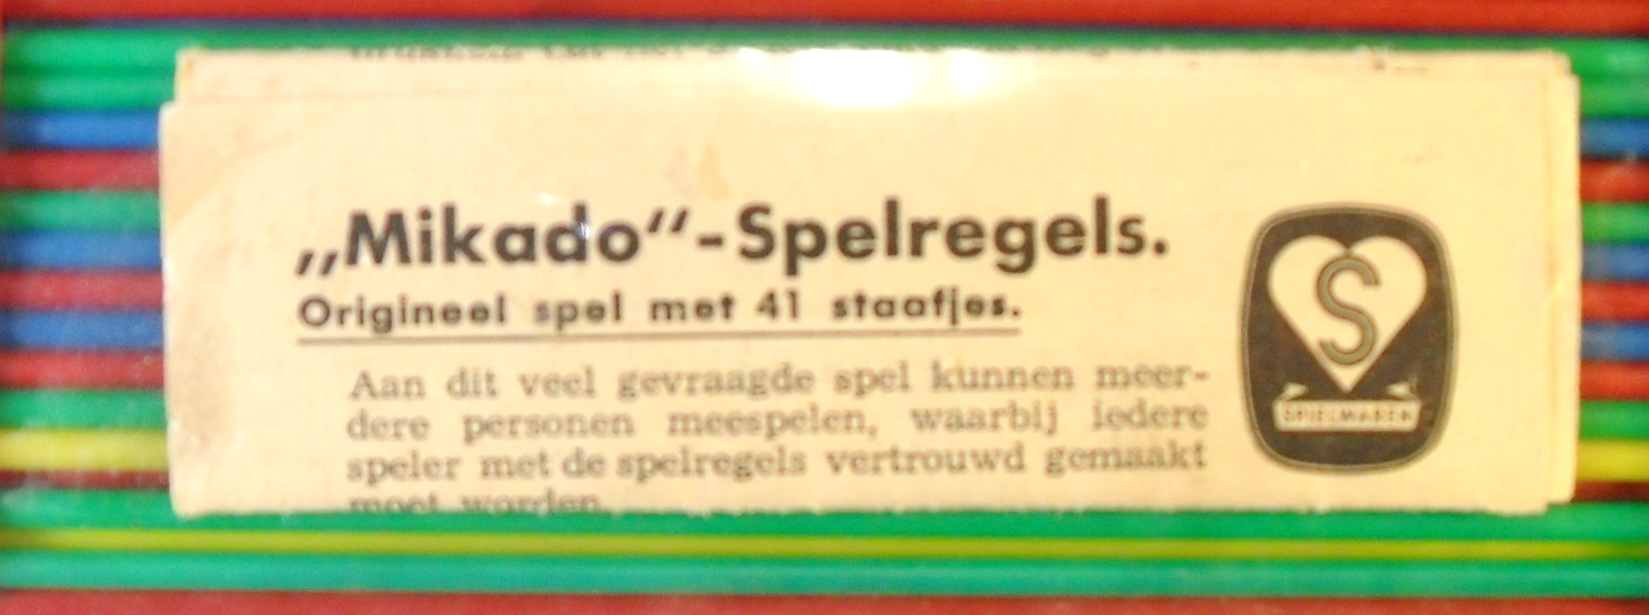 „Mikado“-Spelregels.
Origineel spel met 41 staafjes.
Aan dit veel gevraagde spel kunnen meer-
dere personen meespelen, waarbij iedere
speler met de spelregels vertrouwd gemaakt
moet worden.
S
SPIELWAREN